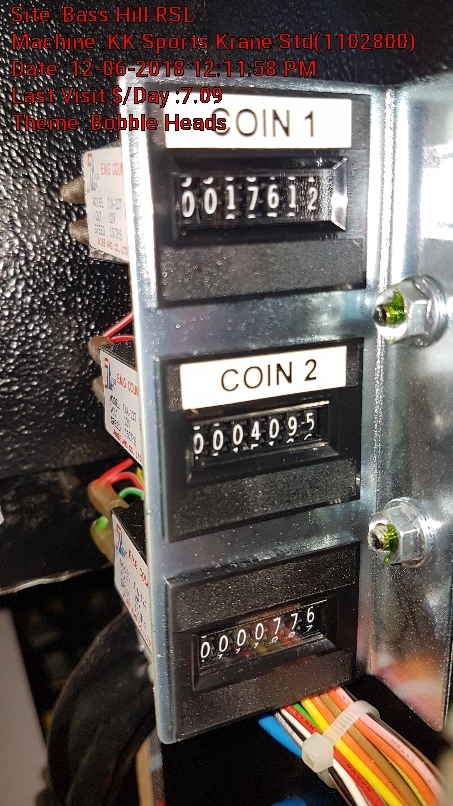 Site :Bass Hill RSL
Machine :KK Sports Krane Std(1102800)
Date :12-06-2018 12:11:58 PM
Last Visit $/Day :7.09
Theme :Bobble Heads
COIN 1
0017612
COIN 2
0004095
0000776